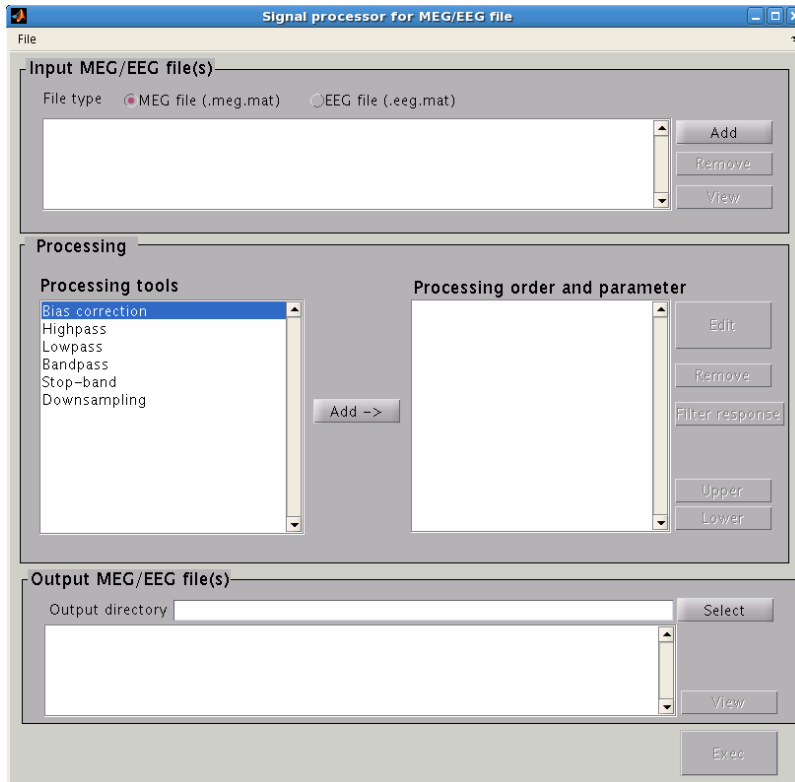 Signal processor for MEG/EEG file
File
Input MEG/EEG file(s)
File type MEG file (.meg.mat) EEG file (.eeg.mat)
Add
Remove
View
Processing
Processing tools
Bias correction
Highpass
Lowpass
Bandpass
Stop-band
Downsampling
Add ->
Processing order and parameter
Edit
Remove
Filter response
Upper
Lower
Output MEG/EEG file(s)
Output directory
Select
View
Exec